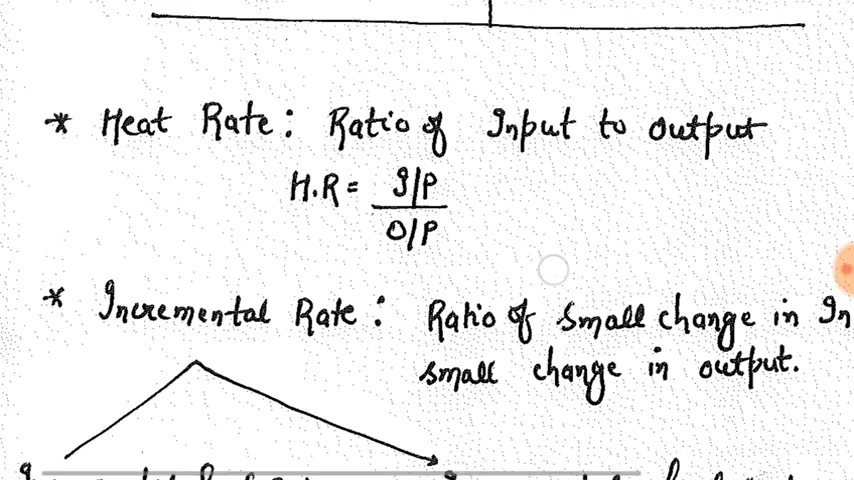 * Heat Rate: Ratio of Input to output
H.R = I/P
O/P
* Incremental Rate: Ratio of small change in In
small change in output.